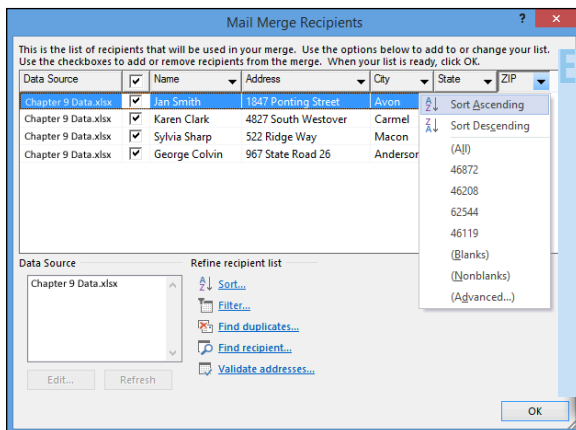 Mail Merge Recipients
?
This is the list of recipients that will be used in your merge. Use the options below to add to or change your list.
Use the checkboxes to add or remove recipients from the merge. When your list is ready, click OK.
Data Source Name Address City State ZIP
Chapter 9 Data.xlsx Jan Smith 1847 Ponting Street Avon
Chapter 9 Data.xlsx Karen Clark 4827 South Westover Carmel
Chapter 9 Data.xlsx Sylvia Sharp 522 Ridge Way Macon
Chapter 9 Data.xlsx George Colvin 967 State Road 26 Anderson
Sort Ascending
Sort Descending
(All)
46872
46208
62544
46119
(Blanks)
(Nonblanks)
(Advanced...)
E
Data Source
Chapter 9 Data.xlsx
Edit... Refresh
Refine recipient list
Sort...
Filter...
Find duplicates...
Find recipient...
Validate addresses...
OK